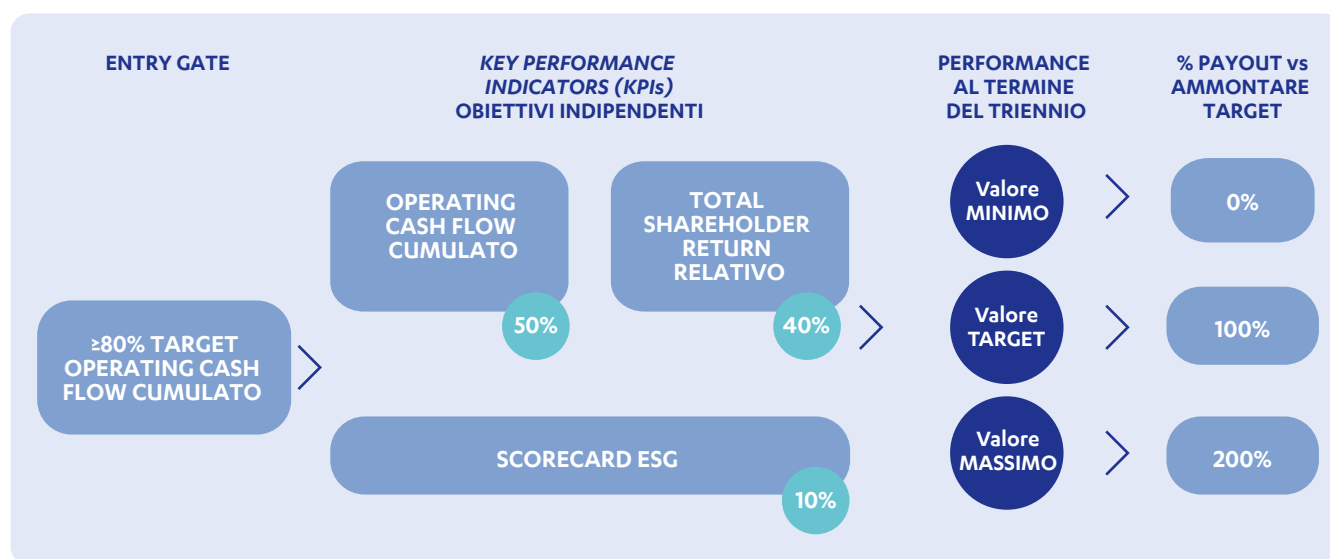 ENTRY GATE
≥80% TARGET
OPERATING CASH
FLOW CUMULATO
KEY PERFORMANCE
INDICATORS (KPIs)
OBIETTIVI INDIPENDENTI
OPERATING
CASH FLOW
CUMULATO
50%
TOTAL
SHAREHOLDER
RETURN
RELATIVO
40%
SCORECARD ESG
10%
PERFORMANCE
AL TERMINE
DEL TRIENNIO
Valore
MINIMO
Valore
TARGET
Valore
MASSIMO
% PAYOUT vs
AMMONTARE
TARGET
0%
100%
200%